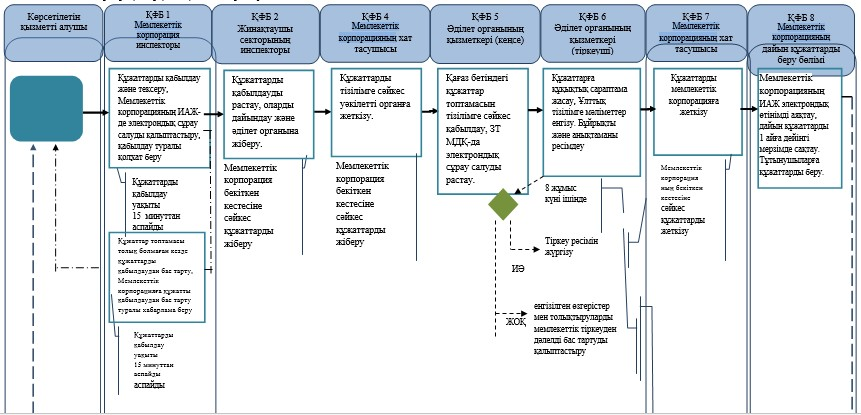 Көрсетілетін
қызметті алушы
ҚФБ 1
Мемлекеттік
корпорация
инспекторы
ҚФБ 2
Жинақтаушы
секторының
инспекторы
ҚФБ 4
Мемлекеттік
корпорацияның хат
тасушысы
ҚФБ 5
Әділет органының
қызметкері (кеңсе)
ҚФБ 6
Әділет органының
қызметкері
(тіркеуші)
ҚФБ 7
Мемлекеттік
корпорацияның хат
тасушысы
ҚФБ 8
Мемлекеттік
корпорацияның
дайын құжаттарды
беру бөлімі
Құжаттарды қабылдау
және тексеру,
Мемлекеттік
корпорацияның ИАЖ-
де электрондық сұрау
салуды қалыптастыру,
қабылдау туралы
қолхат беру
Құжаттарды
қабылдау
уақыты
15 минуттан
аспайды
Құжаттар топтамасы
толық болмаған кезде
құжаттарды
қабылдаудан бас тарту,
Мемлекеттік
корпорацияға құжатты
қабылдаудан бас тарту
туралы хабарлама беру
Құжаттарды
қабылдау
уақыты
15 минуттан
аспайды
аспайды
Құжаттарды
қабылдауды
растау, оларды
дайындау және
әділет органына
жіберу.
Мемлекеттік
корпорация
бекіткен
кестесіне
сәйкес
құжаттарды
жіберу
Құжаттарды
тізілімге сәйкес
уәкілетті органға
жеткізу.
Мемлекеттік
корпорация
бекіткен
кестесіне
сәйкес
құжаттарды
жіберу
Қағаз бетіндегі
құжаттар
топтамасын
тізілімге сәйкес
қабылдау, ЗТ
МДҚ-да
электрондық
сұрау салуды
растау.
Құжаттарға
құқықтық сараптама
жасау, Ұлттық
тізілімге мәліметтер
енгізу. Бұйрықты
және анықтаманы
ресімдеу
8 жұмыс
күні ішінде
Тіркеу рәсімін
жүргізу
ИӘ
ЖОҚ
енгізілген өзгерістер
мен толықтыруларды
мемлекеттік тіркеуден
дәлелді бас тартуды
қалыптастыру
Құжаттарды
мемлекеттік
корпорацияға
жеткізу
Мемлекеттік
корпорация
ның бекіткен
кестесіне
сәйкес
құжаттарды
жеткізу
Мемлекеттік
корпорацияның
ИАЖ электрондық
өтінімді аяқтау,
дайын құжаттарды
1 айға дейінгі
мерзімде сақтау.
Тұтынушыларға
құжаттарды беру.